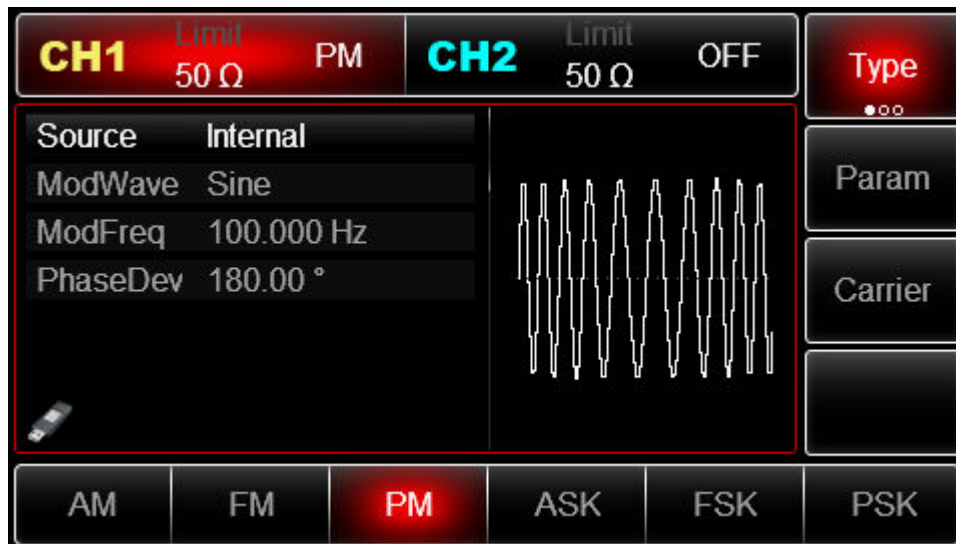 CH1 Limit 50 Ω PM CH2 Limit 50 Ω OFF Type
Source Internal
ModWave Sine
ModFreq 100.000 Hz
PhaseDev 180.00 °
Param
Carrier
AM FM PM ASK FSK PSK